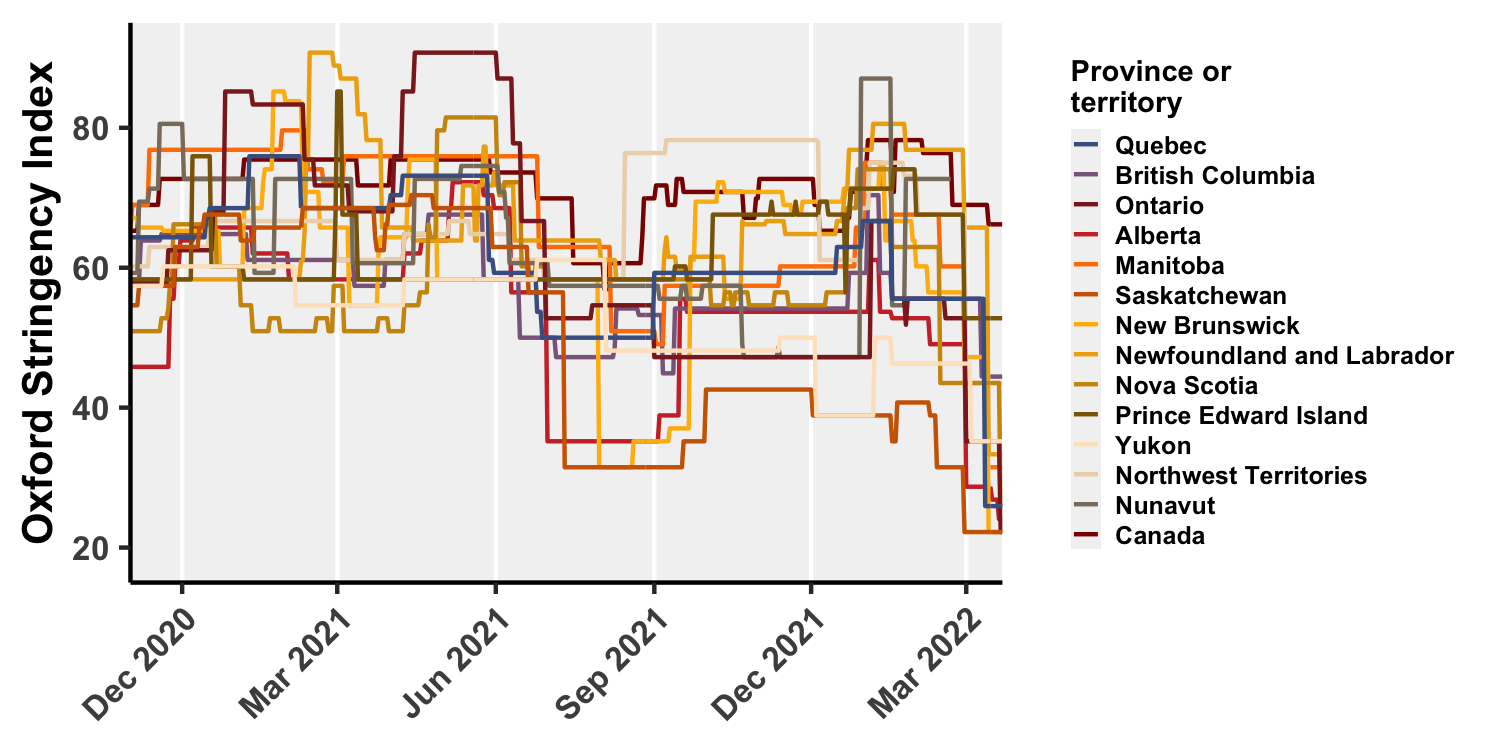 Oxford Stringency Index
80
60
40
20
Dec 2020
Mar 2021
Jun 2021
Sep 2021
Dec 2021
Mar 2022
Province or
territory
Quebec
British Columbia
Ontario
Alberta
Manitoba
Saskatchewan
New Brunswick
Newfoundland and Labrador
Nova Scotia
Prince Edward Island
Yukon
Northwest Territories
Nunavut
Canada